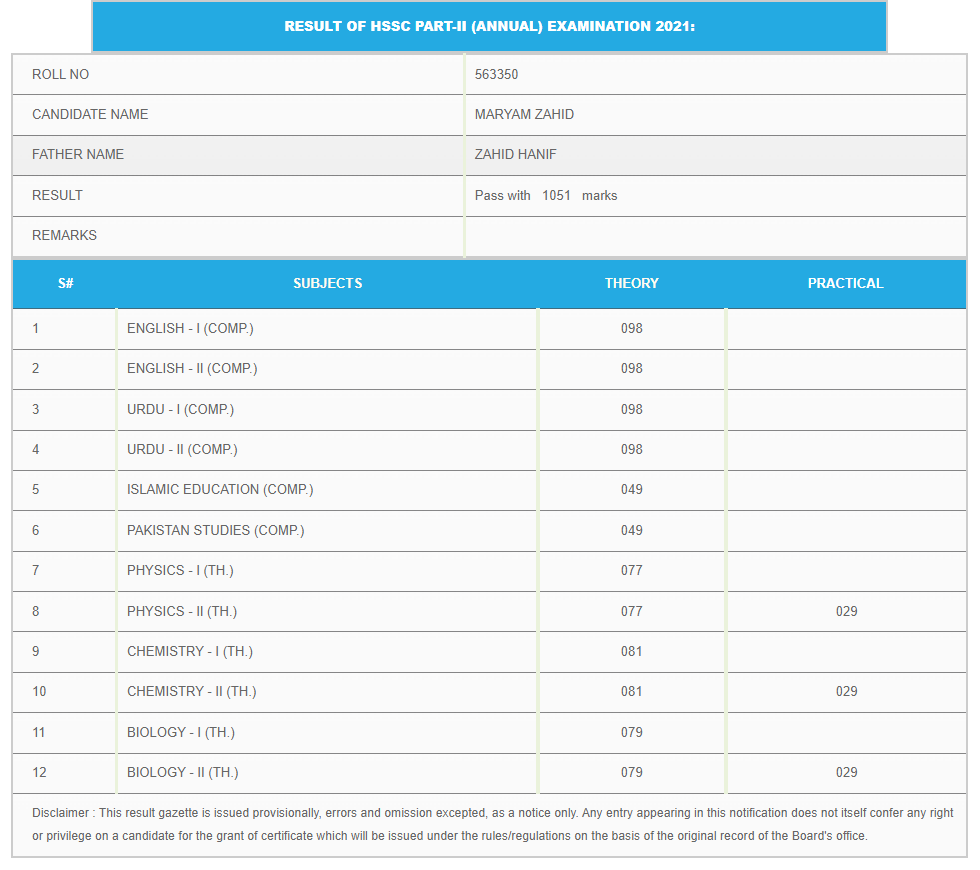 RESULT OF HSSC PART-II (ANNUAL) EXAMINATION 2021:
ROLL NO 563350
CANDIDATE NAME MARYAM ZAHID
FATHER NAME ZAHID HANIF
RESULT Pass with 1051 marks
REMARKS
S# SUBJECTS THEORY PRACTICAL
1 ENGLISH - I (COMP.) 098
2 ENGLISH - II (COMP.) 098
3 URDU - I (COMP.) 098
4 URDU - II (COMP.) 098
5 ISLAMIC EDUCATION (COMP.) 049
6 PAKISTAN STUDIES (COMP.) 049
7 PHYSICS - I (TH.) 077
8 PHYSICS - II (TH.) 077 029
9 CHEMISTRY - I (TH.) 081
10 CHEMISTRY - II (TH.) 081 029
11 BIOLOGY - I (TH.) 079
12 BIOLOGY - II (TH.) 079 029
Disclaimer : This result gazette is issued provisionally, errors and omission excepted, as a notice only. Any entry appearing in this notification does not itself confer any right
or privilege on a candidate for the grant of certificate which will be issued under the rules/regulations on the basis of the original record of the Board's office.